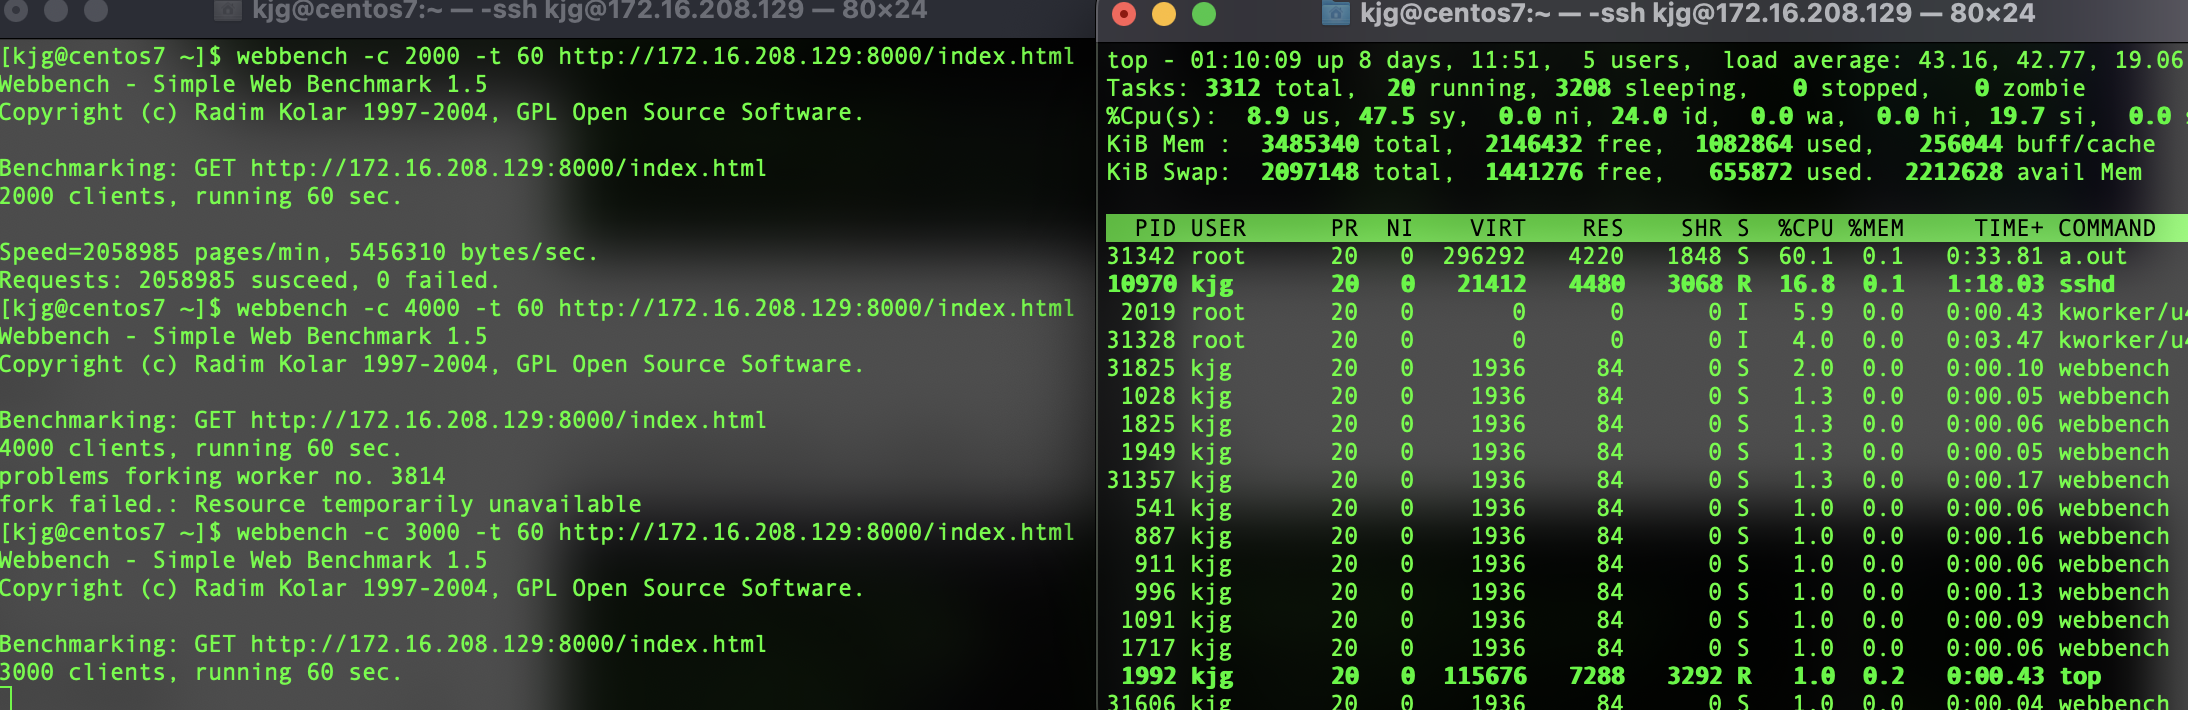 kjg@centos7:~ — -ssh kjg@172.16.208.129 — 80×24
[kjg@centos7 ~]$ webbench -c 2000 -t 60 http://172.16.208.129:8000/index.html
Webbench - Simple Web Benchmark 1.5
Copyright (c) Radim Kolar 1997-2004, GPL Open Source Software.
Benchmarking: GET http://172.16.208.129:8000/index.html
2000 clients, running 60 sec.
Speed=2058985 pages/min, 5456310 bytes/sec.
Requests: 2058985 susceed, 0 failed.
[kjg@centos7 ~]$ webbench -c 4000 -t 60 http://172.16.208.129:8000/index.html
Webbench - Simple Web Benchmark 1.5
Copyright (c) Radim Kolar 1997-2004, GPL Open Source Software.
Benchmarking: GET http://172.16.208.129:8000/index.html
4000 clients, running 60 sec.
problems forking worker no. 3814
fork failed.: Resource temporarily unavailable
[kjg@centos7 ~]$ webbench -c 3000 -t 60 http://172.16.208.129:8000/index.html
Webbench - Simple Web Benchmark 1.5
Copyright (c) Radim Kolar 1997-2004, GPL Open Source Software.
Benchmarking: GET http://172.16.208.129:8000/index.html
3000 clients, running 60 sec.
kjg@centos7:~ — -ssh kjg@172.16.208.129 — 80×24
top - 01:10:09 up 8 days, 11:51, 5 users, load average: 43.16, 42.77, 19.06
Tasks: 3312 total, 20 running, 3208 sleeping, 0 stopped, 0 zombie
%Cpu(s): 8.9 us, 47.5 sy, 0.0 ni, 24.0 id, 0.0 wa, 0.0 hi, 19.7 si, 0.0 s
KiB Mem : 3485340 total, 2146432 free, 1082864 used, 256044 buff/cache
KiB Swap: 2097148 total, 1441276 free, 655872 used. 2212628 avail Mem
PID USER PR NI VIRT RES SHR S %CPU %MEM TIME+ COMMAND
31342 root 20 0 296292 4220 1848 S 60.1 0.1 0:33.81 a.out
10970 kjg 20 0 21412 4480 3068 R 16.8 0.1 1:18.03 sshd
2019 root 20 0 0 0 0 I 5.9 0.0 0:00.43 kworker/u4
31328 root 20 0 0 0 0 I 4.0 0.0 0:03.47 kworker/u4
31825 kjg 20 0 1936 84 0 S 2.0 0.0 0:00.10 webbench
1028 kjg 20 0 1936 84 0 S 1.3 0.0 0:00.05 webbench
1825 kjg 20 0 1936 84 0 S 1.3 0.0 0:00.06 webbench
1949 kjg 20 0 1936 84 0 S 1.3 0.0 0:00.05 webbench
31357 kjg 20 0 1936 84 0 S 1.3 0.0 0:00.17 webbench
541 kjg 20 0 1936 84 0 S 1.0 0.0 0:00.06 webbench
887 kjg 20 0 1936 84 0 S 1.0 0.0 0:00.16 webbench
911 kjg 20 0 1936 84 0 S 1.0 0.0 0:00.06 webbench
996 kjg 20 0 1936 84 0 S 1.0 0.0 0:00.13 webbench
1091 kjg 20 0 1936 84 0 S 1.0 0.0 0:00.09 webbench
1717 kjg 20 0 1936 84 0 S 1.0 0.0 0:00.06 webbench
1992 kjg 20 0 115676 7288 3292 R 1.0 0.2 0:00.43 top
31606 kjg 20 0 1936 84 0 S 1.0 0.0 0:00.04 webbench